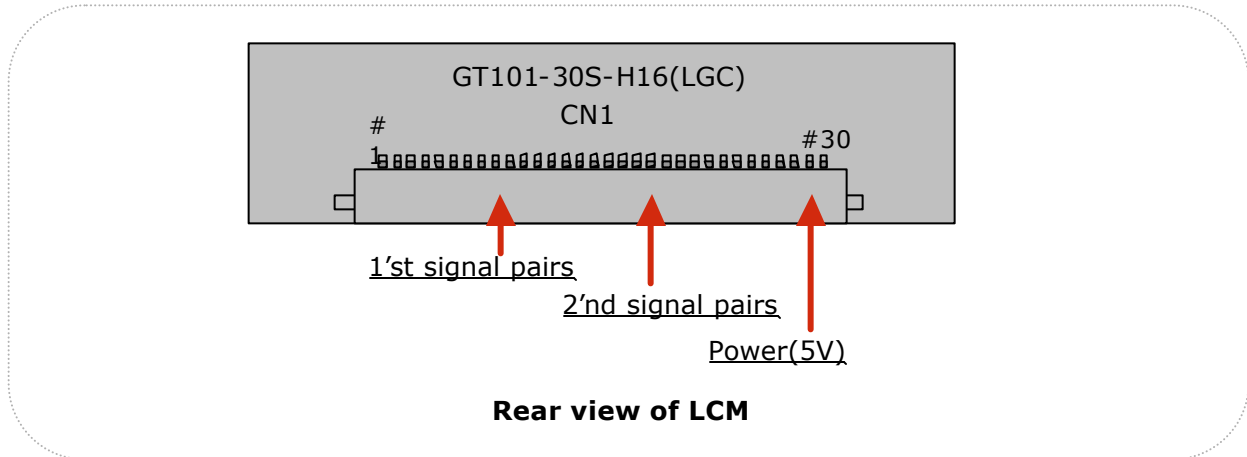 GT101-30S-H16(LGC)
CN1
#
1
#30
1’st signal pairs
2’nd signal pairs
Power(5V)
Rear view of LCM